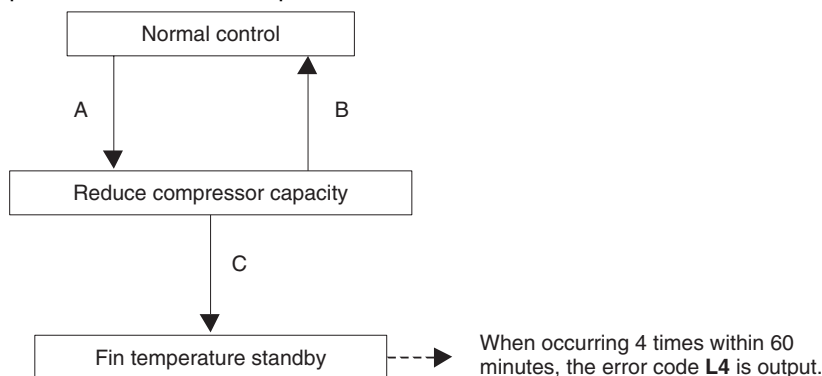 Normal control
A
B
Reduce compressor capacity
C
Fin temperature standby
When occurring 4 times within 60
minutes, the error code L4 is output.